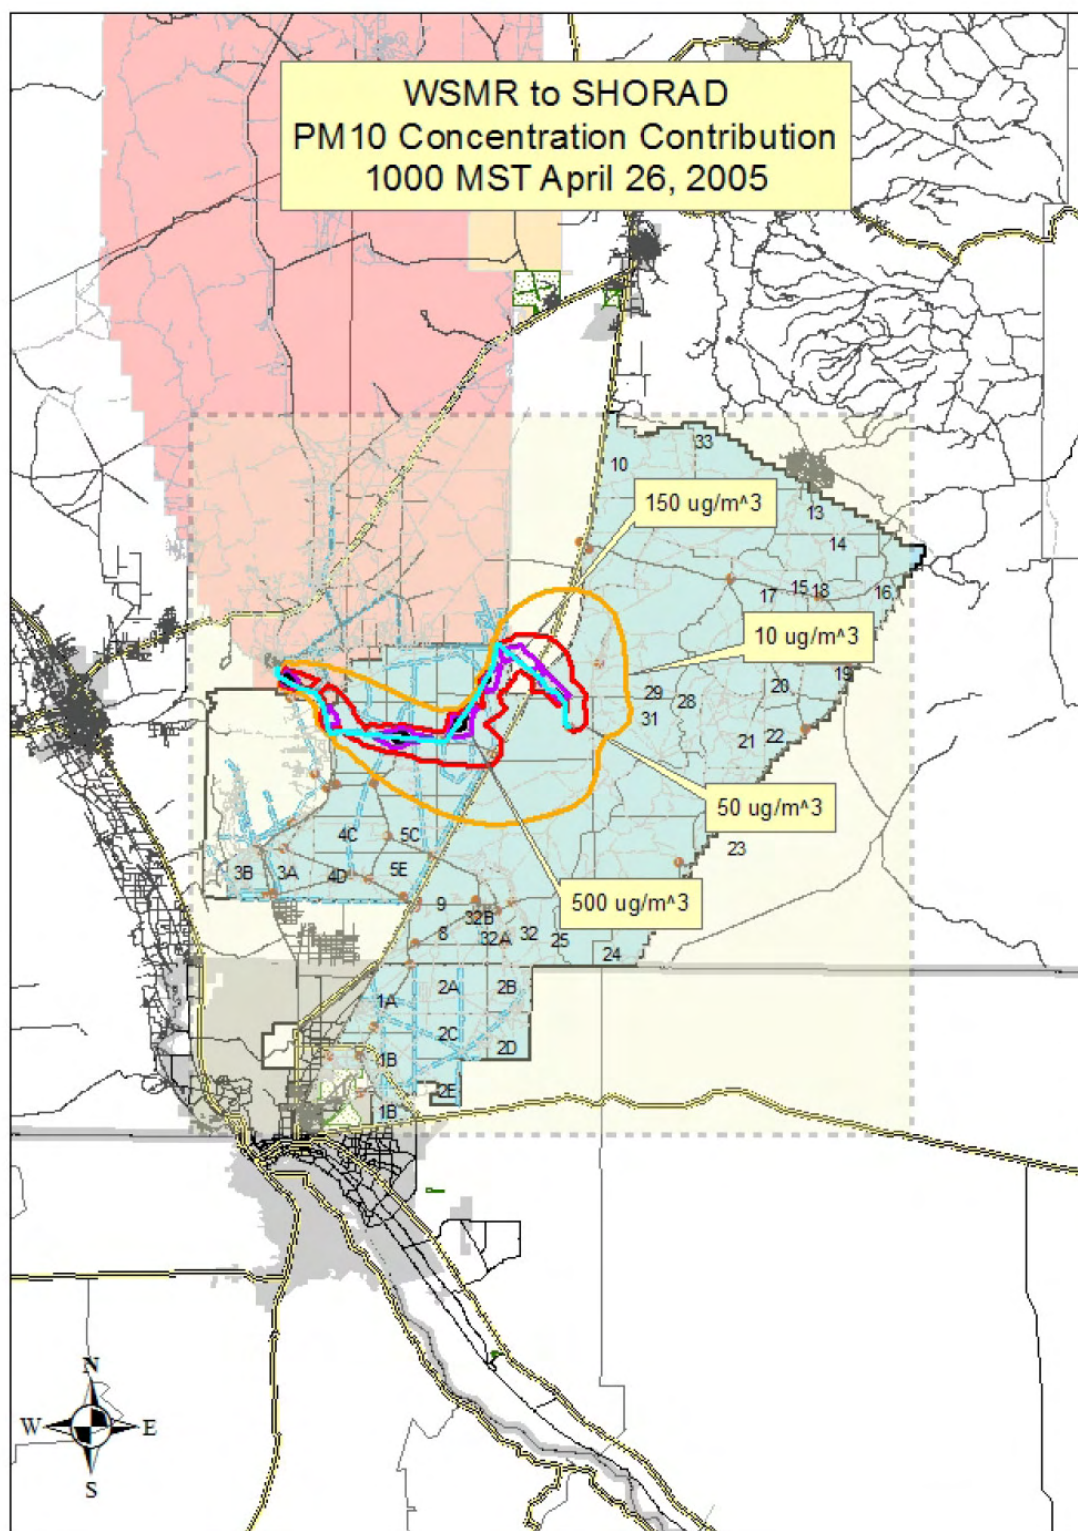 WSMR to SHORAD
PM10 Concentration Contribution
1000 MST April 26, 2005
33
10
150 ug/m^3
13
14
17
15
18
16
10 ug/m^3
19
29
28
20
31
21
22
50 ug/m^3
4C
5C
23
3B
3A
4D
5E
500 ug/m^3
9
32B
8
32A
32
25
24
1A
2A
2B
2C
2D
1B
2E
1B
N
W
E
S